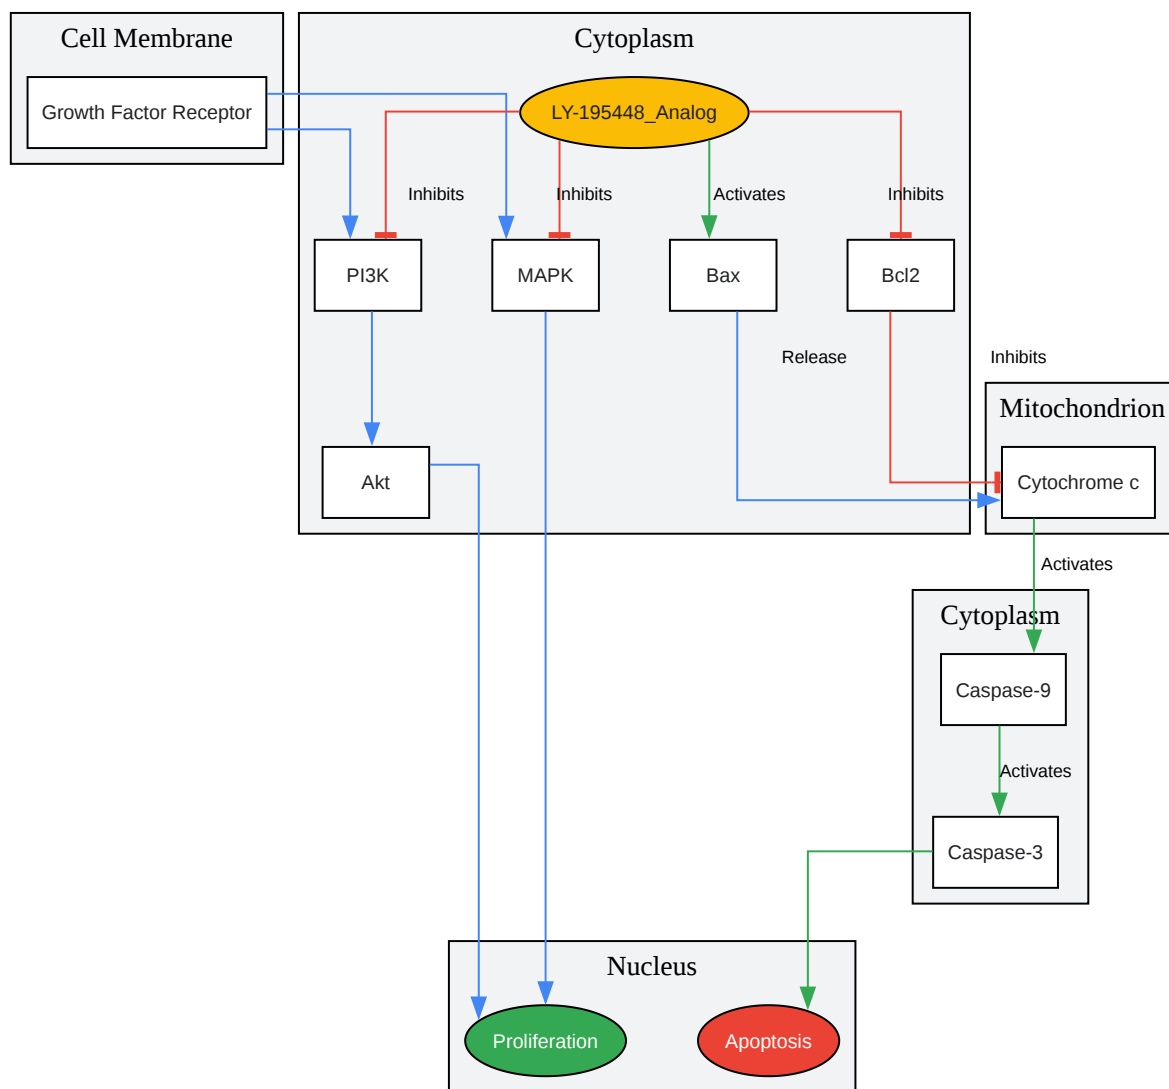 Cell Membrane
Cytoplasm
Growth Factor Receptor
LY-195448_Analog
Inhibits
Inhibits
Activates
Inhibits
PI3K
MAPK
Bax
Bcl2
Release
Inhibits
Mitochondrion
Akt
Cytochrome c
Activates
Cytoplasm
Caspase-9
Activates
Caspase-3
Nucleus
Proliferation
Apoptosis